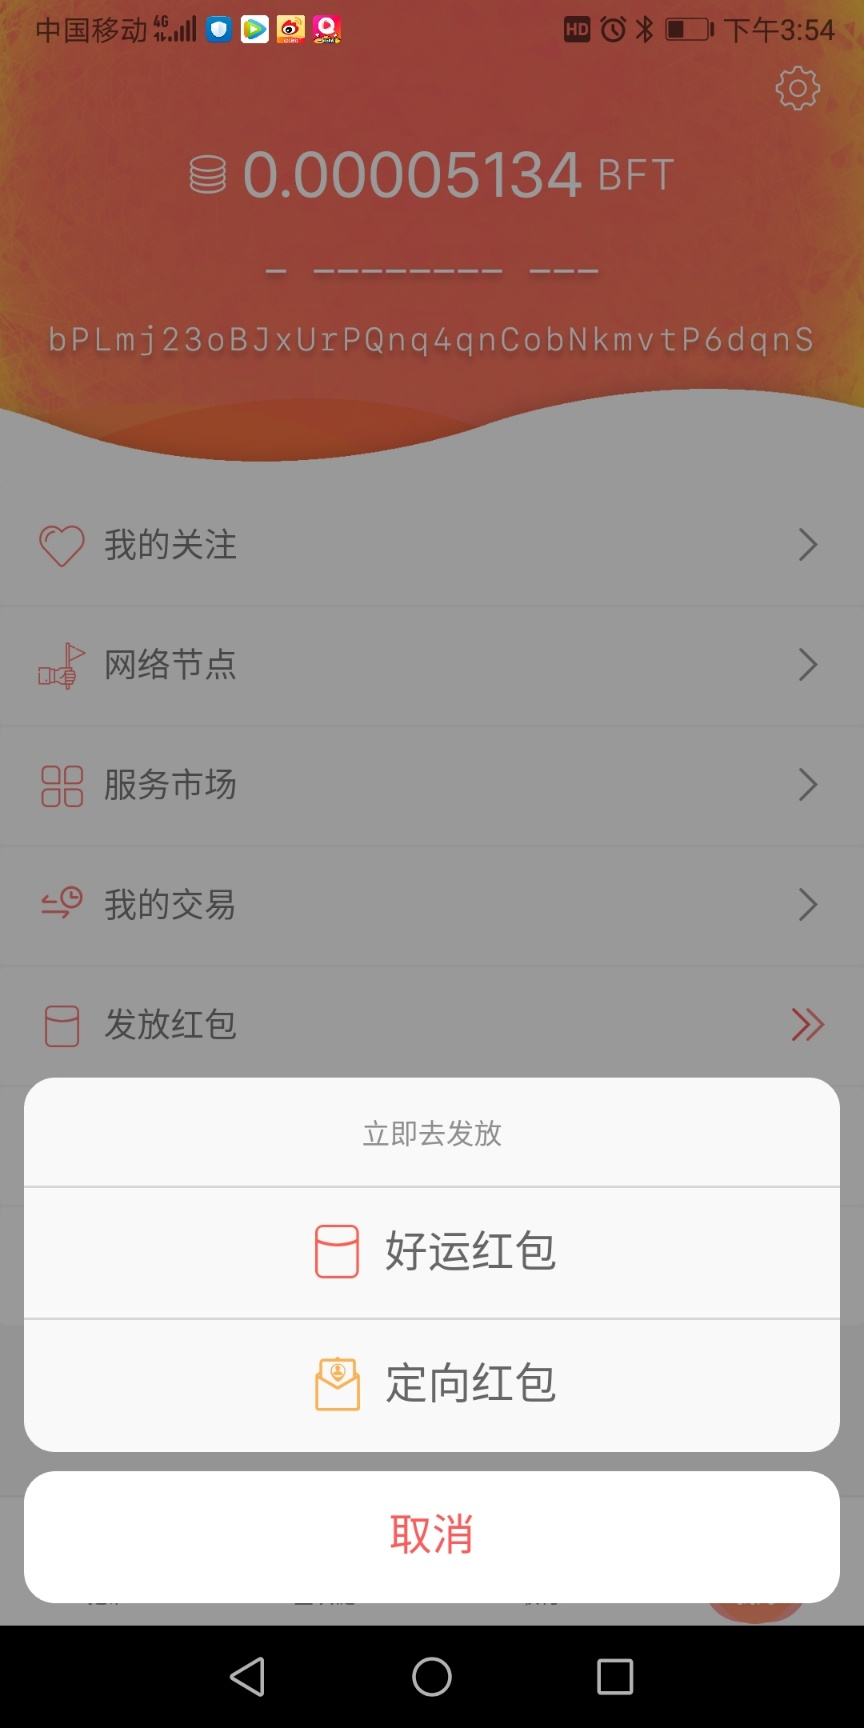 中国移动 4G HD 下午3:54
0.00005134 BFT
bPLmj23oBJxUrPQnq4qnCobNkmvtP6dqnS
我的关注
网络节点
服务市场
我的交易
发放红包
立即去发放
好运红包
定向红包
取消